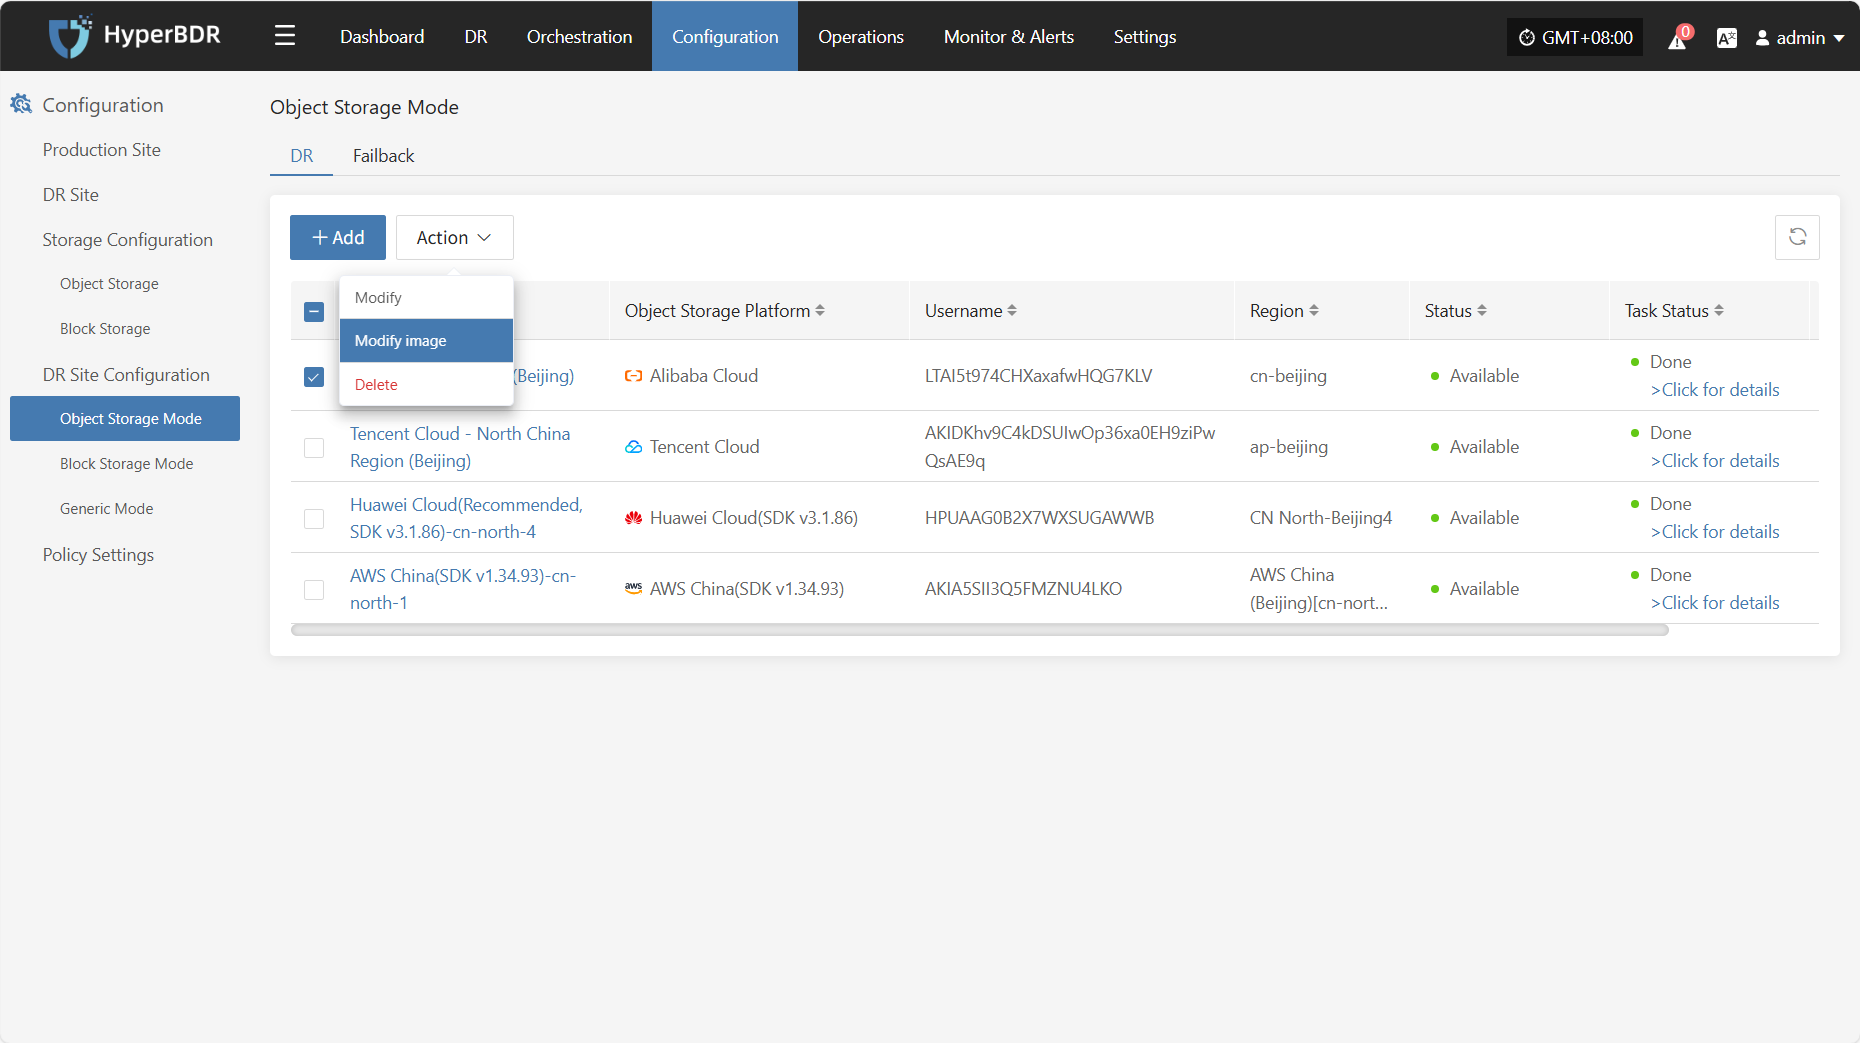 HyperBDR
Dashboard
DR
Orchestration
Configuration
Operations
Monitor & Alerts
Settings
GMT+08:00
0
admin
Configuration
Production Site
DR Site
Storage Configuration
Object Storage
Block Storage
DR Site Configuration
Object Storage Mode
Block Storage Mode
Generic Mode
Policy Settings
Object Storage Mode
DR
Failback
+ Add
Action
Modify
Modify image
Delete
Object Storage Platform
Username
Region
Status
Task Status
(Beijing)
Alibaba Cloud
LTAI5t974CHXaxafwHQG7KLV
cn-beijing
Available
Done
>Click for details
Tencent Cloud - North China
Region (Beijing)
Tencent Cloud
AKIDKhv9C4kDSUIwOp36xa0EH9ziPw
QsAE9q
ap-beijing
Available
Done
>Click for details
Huawei Cloud(Recommended,
SDK v3.1.86)-cn-north-4
Huawei Cloud(SDK v3.1.86)
HPUAAG0B2X7WXSUGAWWB
CN North-Beijing4
Available
Done
>Click for details
AWS China(SDK v1.34.93)-cn-
north-1
aws
AWS China(SDK v1.34.93)
AKIA5SII3Q5FMZNU4LKO
AWS China
(Beijing)[cn-nort...
Available
Done
>Click for details